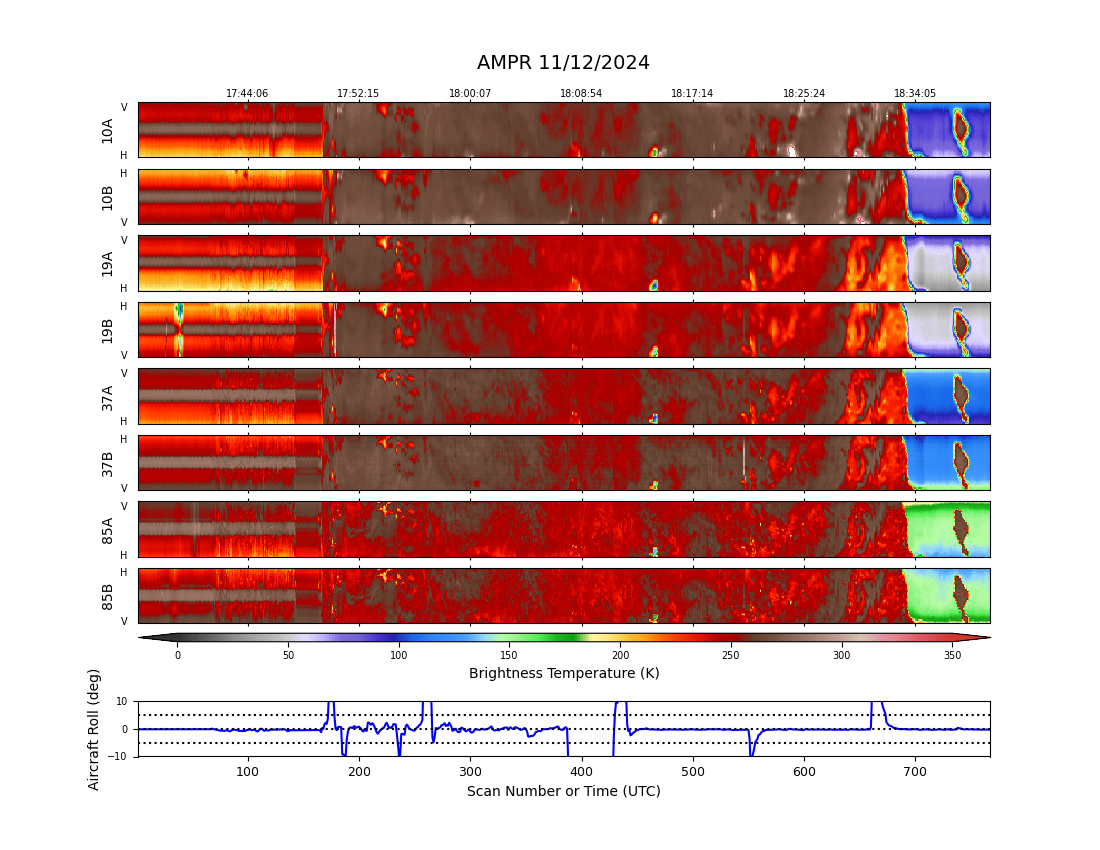 AMPR 11/12/2024
17:44:06 17:52:15 18:00:07 18:08:54 18:17:14 18:25:24 18:34:05
V
10A
H
H
10B
V
V
19A
H
H
19B
V
V
37A
H
H
37B
V
V
85A
H
H
85B
V
0 50 100 150 200 250 300 350
Brightness Temperature (K)
Aircraft Roll (deg)
10
0
−10
100 200 300 400 500 600 700
Scan Number or Time (UTC)